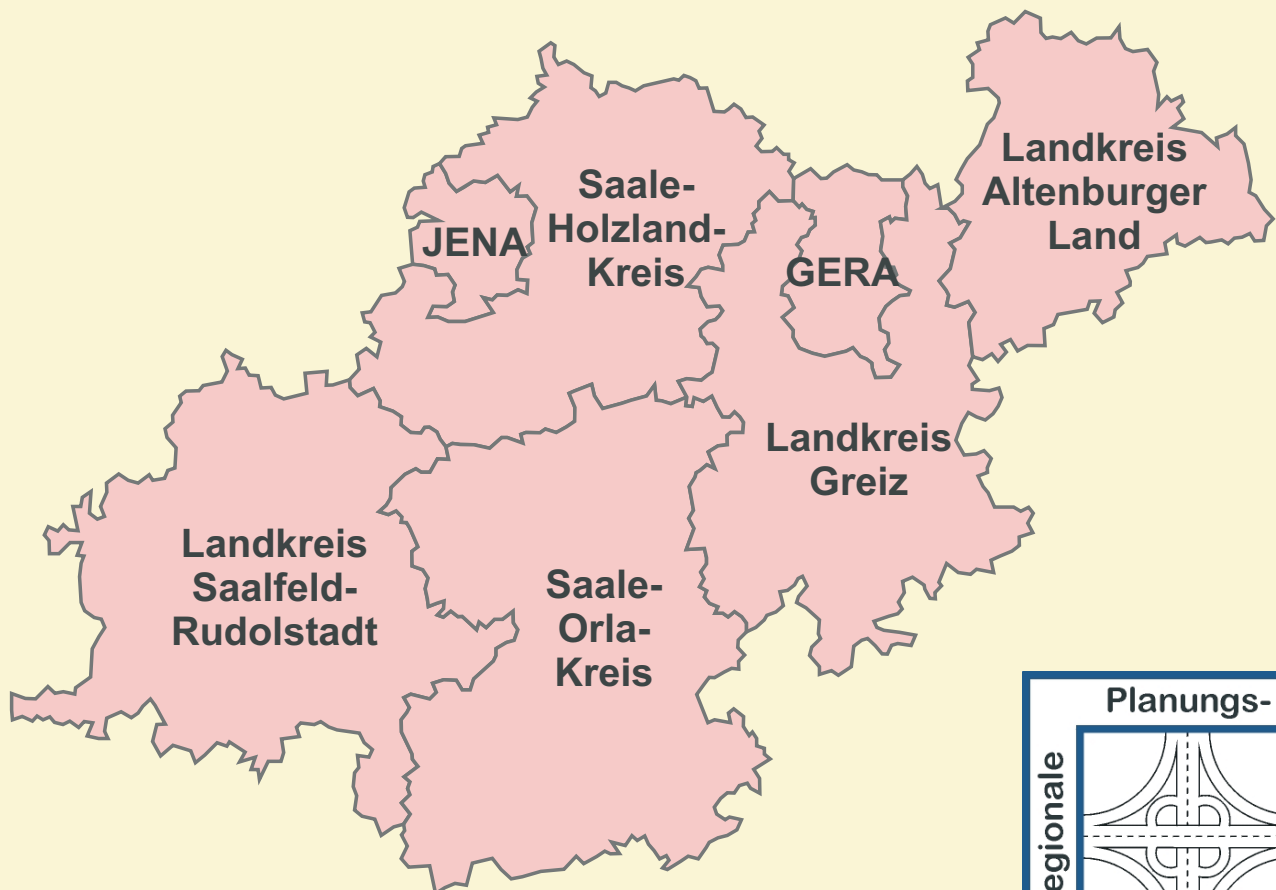 Landkreis
Altenburger
Land
Saale-
Holzland-
Kreis
JENA
GERA
Landkreis
Greiz
Landkreis
Saalfeld-
Rudolstadt
Saale-
Orla-
Kreis
Planungs-
egionale